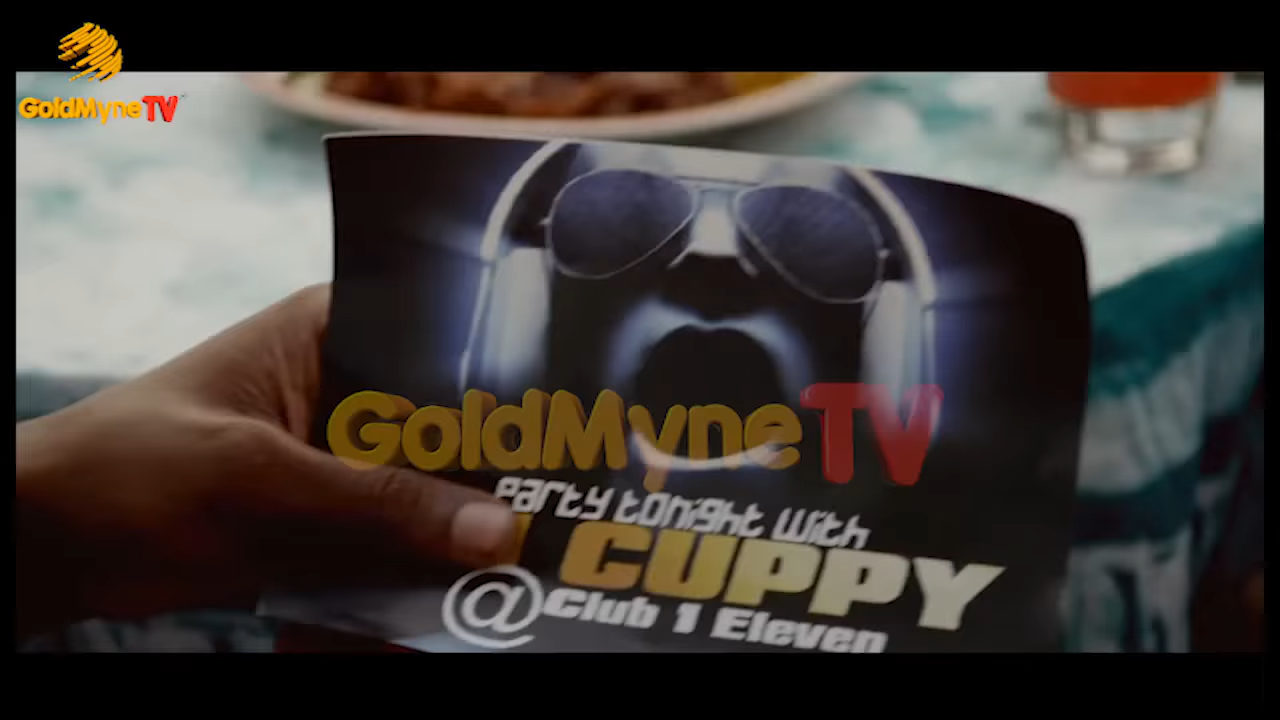 GoldMyneTV
GoldMyneTV
Party tonight with
CUPPY
@Club 1 Eleven